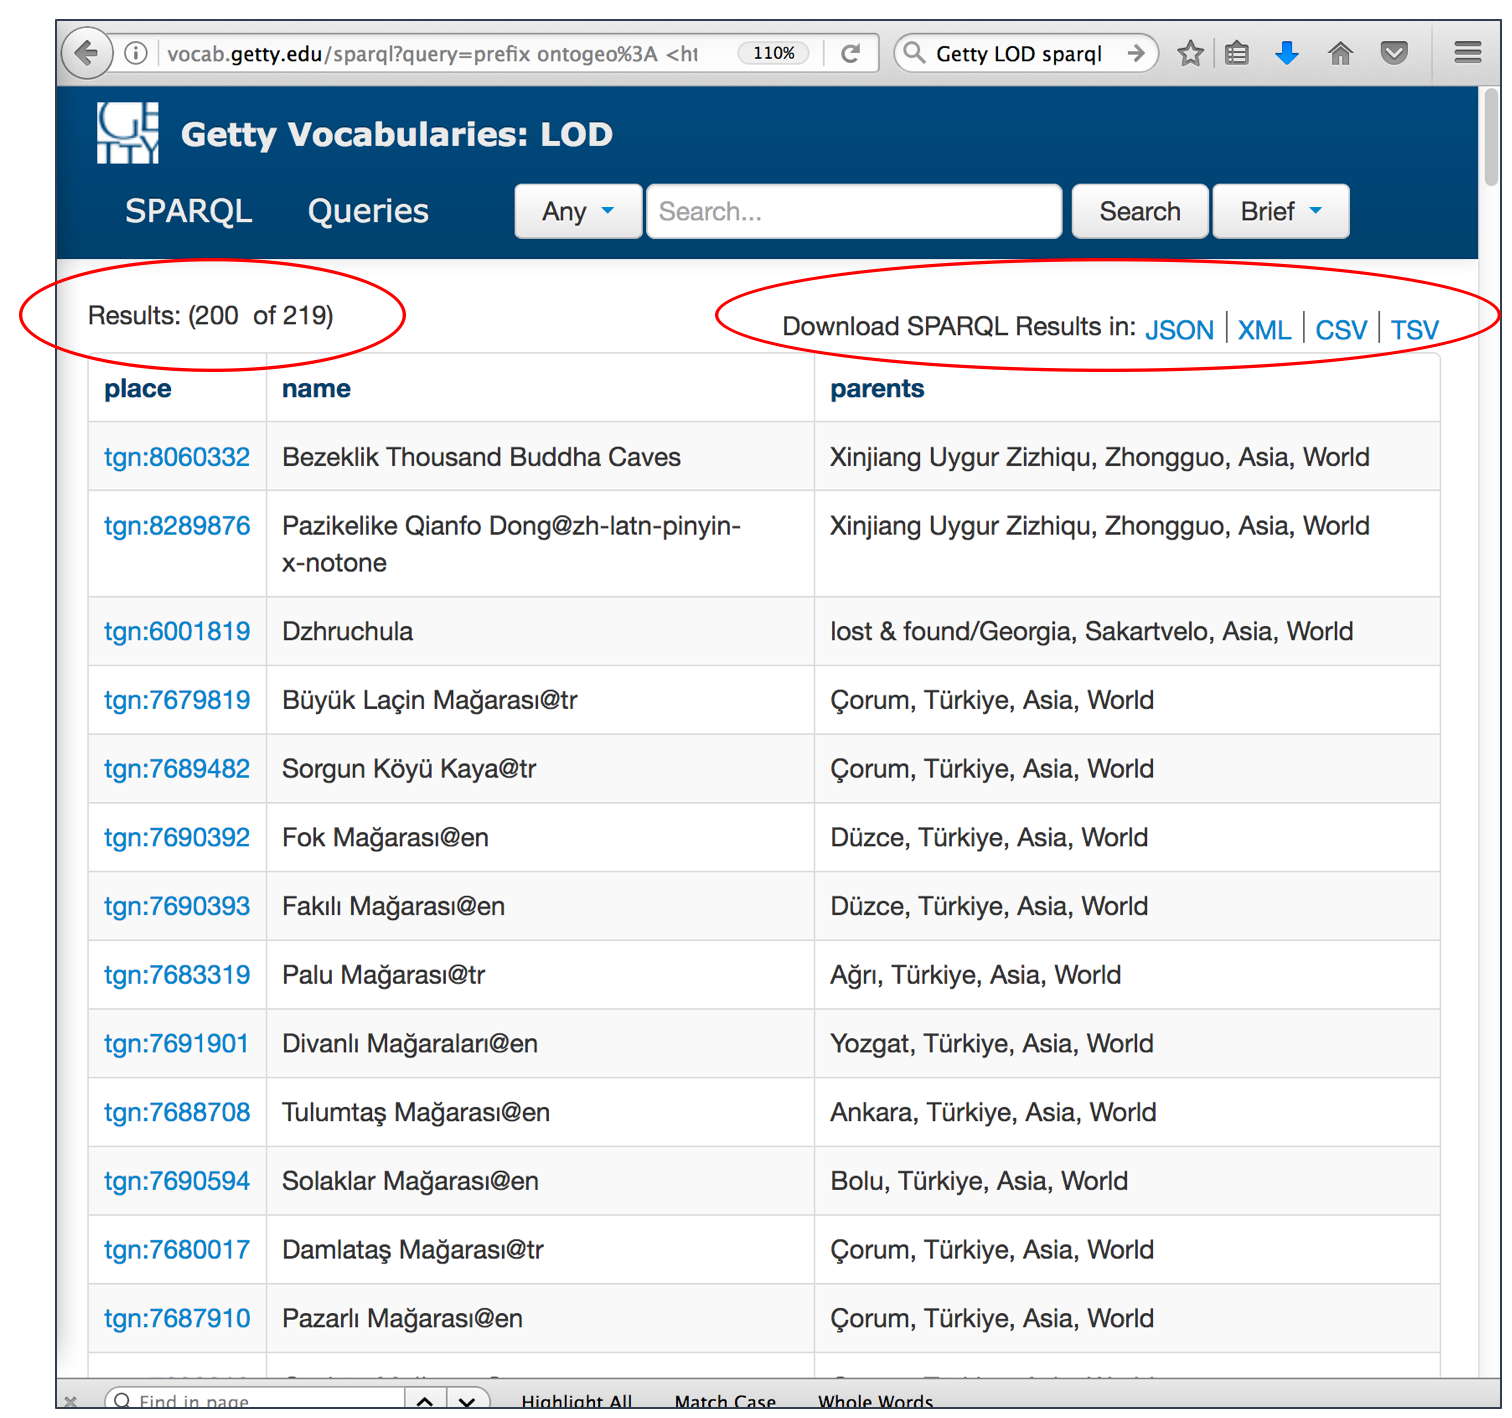 vocab.getty.edu/sparql?query=prefix ontogeo%3A <ht 110% Getty LOD sparql
GETTY
Getty Vocabularies: LOD
SPARQL Queries Any Search... Search Brief
Results: (200 of 219)
Download SPARQL Results in: JSON | XML | CSV | TSV
place name parents
tgn:8060332 Bezeklik Thousand Buddha Caves Xinjiang Uygur Zizhiqu, Zhongguo, Asia, World
tgn:8289876 Pazikelike Qianfo Dong@zh-latn-pinyin- Xinjiang Uygur Zizhiqu, Zhongguo, Asia, World
x-notone
tgn:6001819 Dzhruchula lost & found/Georgia, Sakartvelo, Asia, World
tgn:7679819 Büyük Laçin Mağarası@tr Çorum, Türkiye, Asia, World
tgn:7689482 Sorgun Köyü Kaya@tr Çorum, Türkiye, Asia, World
tgn:7690392 Fok Mağarası@en Düzce, Türkiye, Asia, World
tgn:7690393 Fakılı Mağarası@en Düzce, Türkiye, Asia, World
tgn:7683319 Palu Mağarası@tr Ağrı, Türkiye, Asia, World
tgn:7691901 Divanlı Mağaraları@en Yozgat, Türkiye, Asia, World
tgn:7688708 Tulumtaş Mağarası@en Ankara, Türkiye, Asia, World
tgn:7690594 Solaklar Mağarası@en Bolu, Türkiye, Asia, World
tgn:7680017 Damlataş Mağarası@tr Çorum, Türkiye, Asia, World
tgn:7687910 Pazarlı Mağarası@en Çorum, Türkiye, Asia, World
Find in page Highlight All Match Case Whole Words